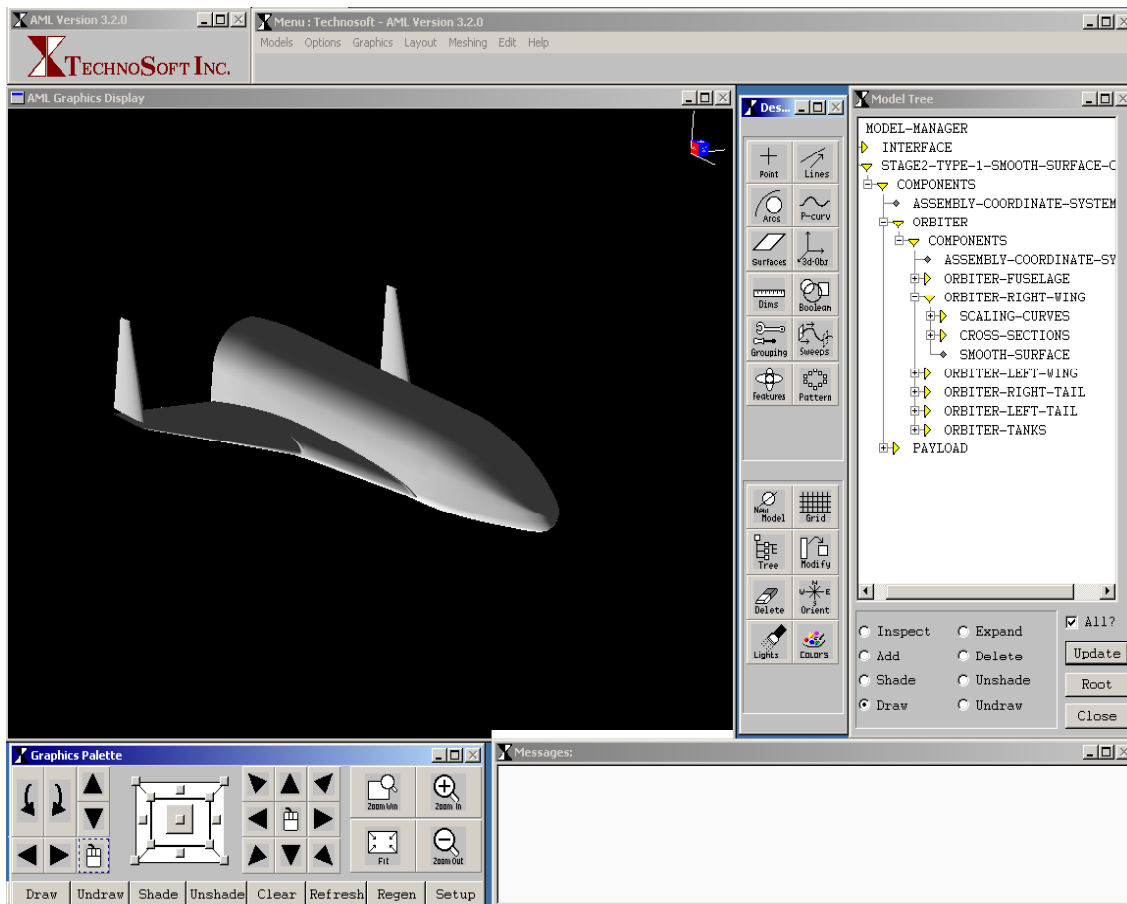 AML Version 3.2.0
Menu : Technosoft - AML Version 3.2.0
Models Options Graphics Layout Meshing Edit Help
TECHNOSOFT INC.
AML Graphics Display
Des...
Point Lines
Arcs P-curv
Surfaces 3d-Obj
Dims Boolean
Grouping Sweeps
Features Pattern
New Model Grid
Tree Modify
Delete Orient
N
W E
S
Lights Colors
Model Tree
MODEL-MANAGER
INTERFACE
STAGE2-TYPE-1-SMOOTH-SURFACE-C
COMPONENTS
ASSEMBLY-COORDINATE-SYSTEM
ORBITER
COMPONENTS
ASSEMBLY-COORDINATE-SY
ORBITER-FUSELAGE
ORBITER-RIGHT-WING
SCALING-CURVES
CROSS-SECTIONS
SMOOTH-SURFACE
ORBITER-LEFT-WING
ORBITER-RIGHT-TAIL
ORBITER-LEFT-TAIL
ORBITER-TANKS
PAYLOAD
Inspect Expand All?
Add Delete Update
Shade Unshade Root
Draw Undraw Close
Graphics Palette
Zoom Win Zoom In
Fit Zoom Out
Draw Undraw Shade Unshade Clear Refresh Regen Setup
Messages: